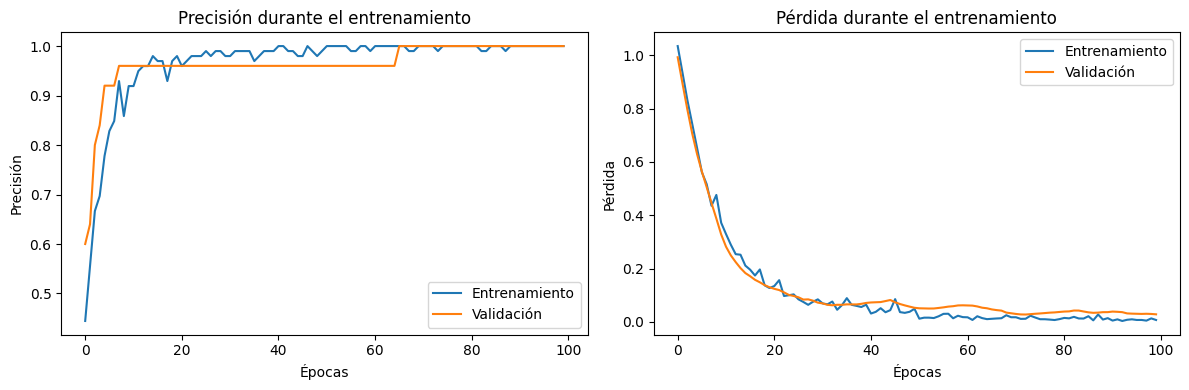 Precisión durante el entrenamiento
1.0
0.9
0.8
0.7
0.6
0.5
Precisión
0
20
40
60
80
100
Épocas
Entrenamiento
Validación
Pérdida durante el entrenamiento
1.0
0.8
0.6
0.4
0.2
0.0
Pérdida
0
20
40
60
80
100
Épocas
Entrenamiento
Validación